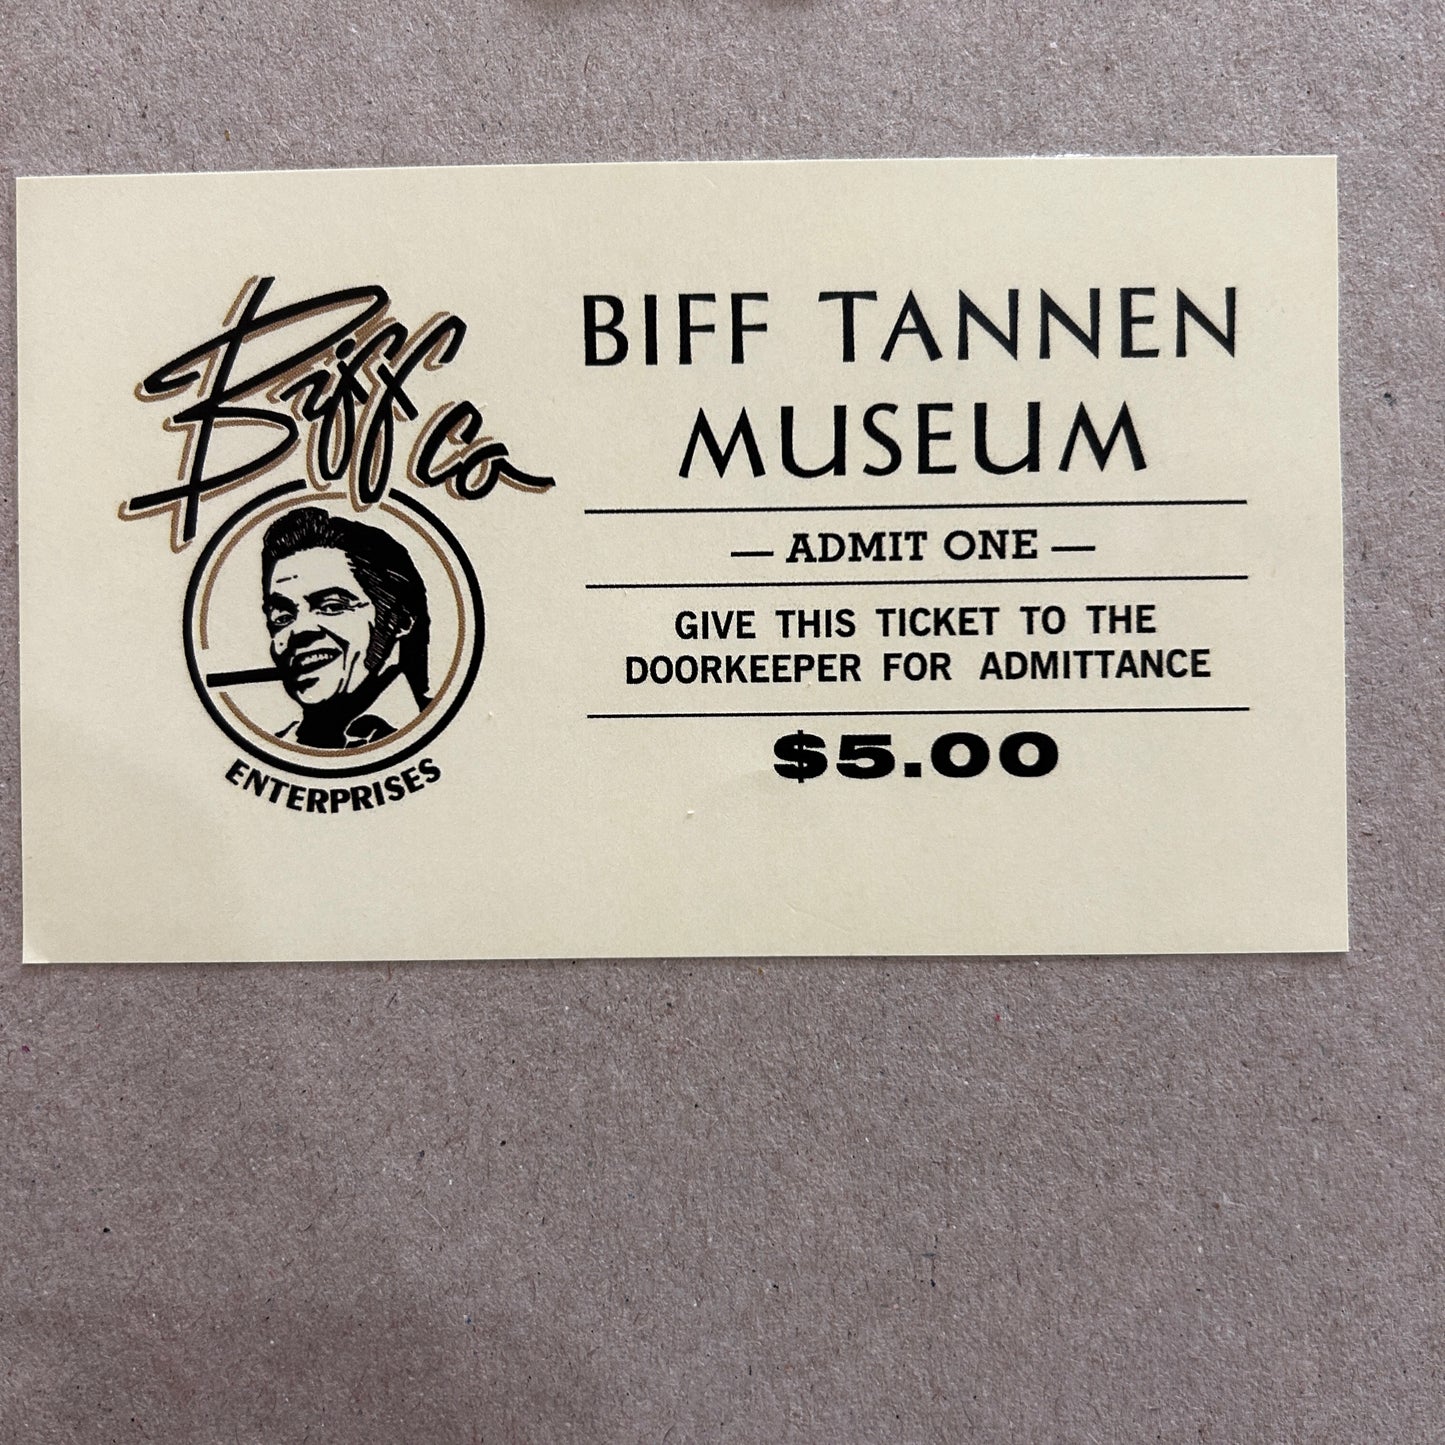 Biff Co
ENTERPRISES
BIFF TANNEN
MUSEUM
— ADMIT ONE —
GIVE THIS TICKET TO THE
DOORKEEPER FOR ADMITTANCE
$5.00